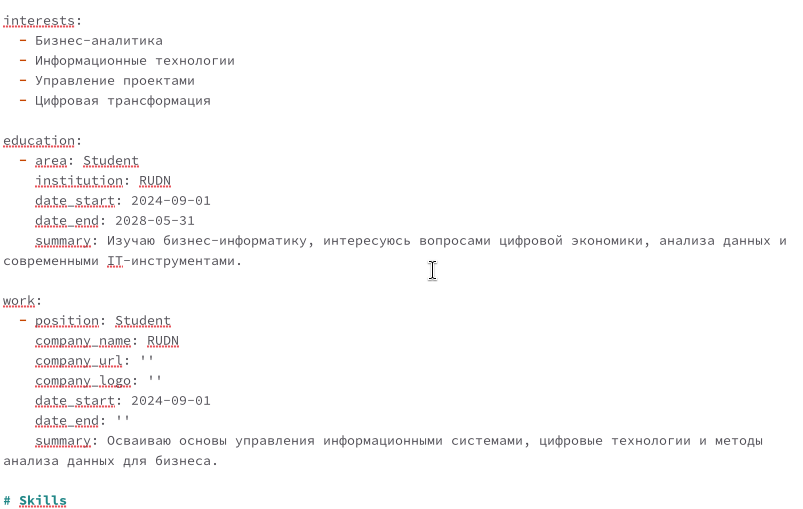 interests:
- Бизнес-аналитика
- Информационные технологии
- Управление проектами
- Цифровая трансформация
education:
- area: Student
institution: RUDN
date_start: 2024-09-01
date_end: 2028-05-31
summary: Изучаю бизнес-информатику, интересуюсь вопросами цифровой экономики, анализа данных и
современными IT-инструментами.
work:
- position: Student
company_name: RUDN
company_url: ''
company_logo: ''
date_start: 2024-09-01
date_end: ''
summary: Осваиваю основы управления информационными системами, цифровые технологии и методы
анализа данных для бизнеса.
# Skills